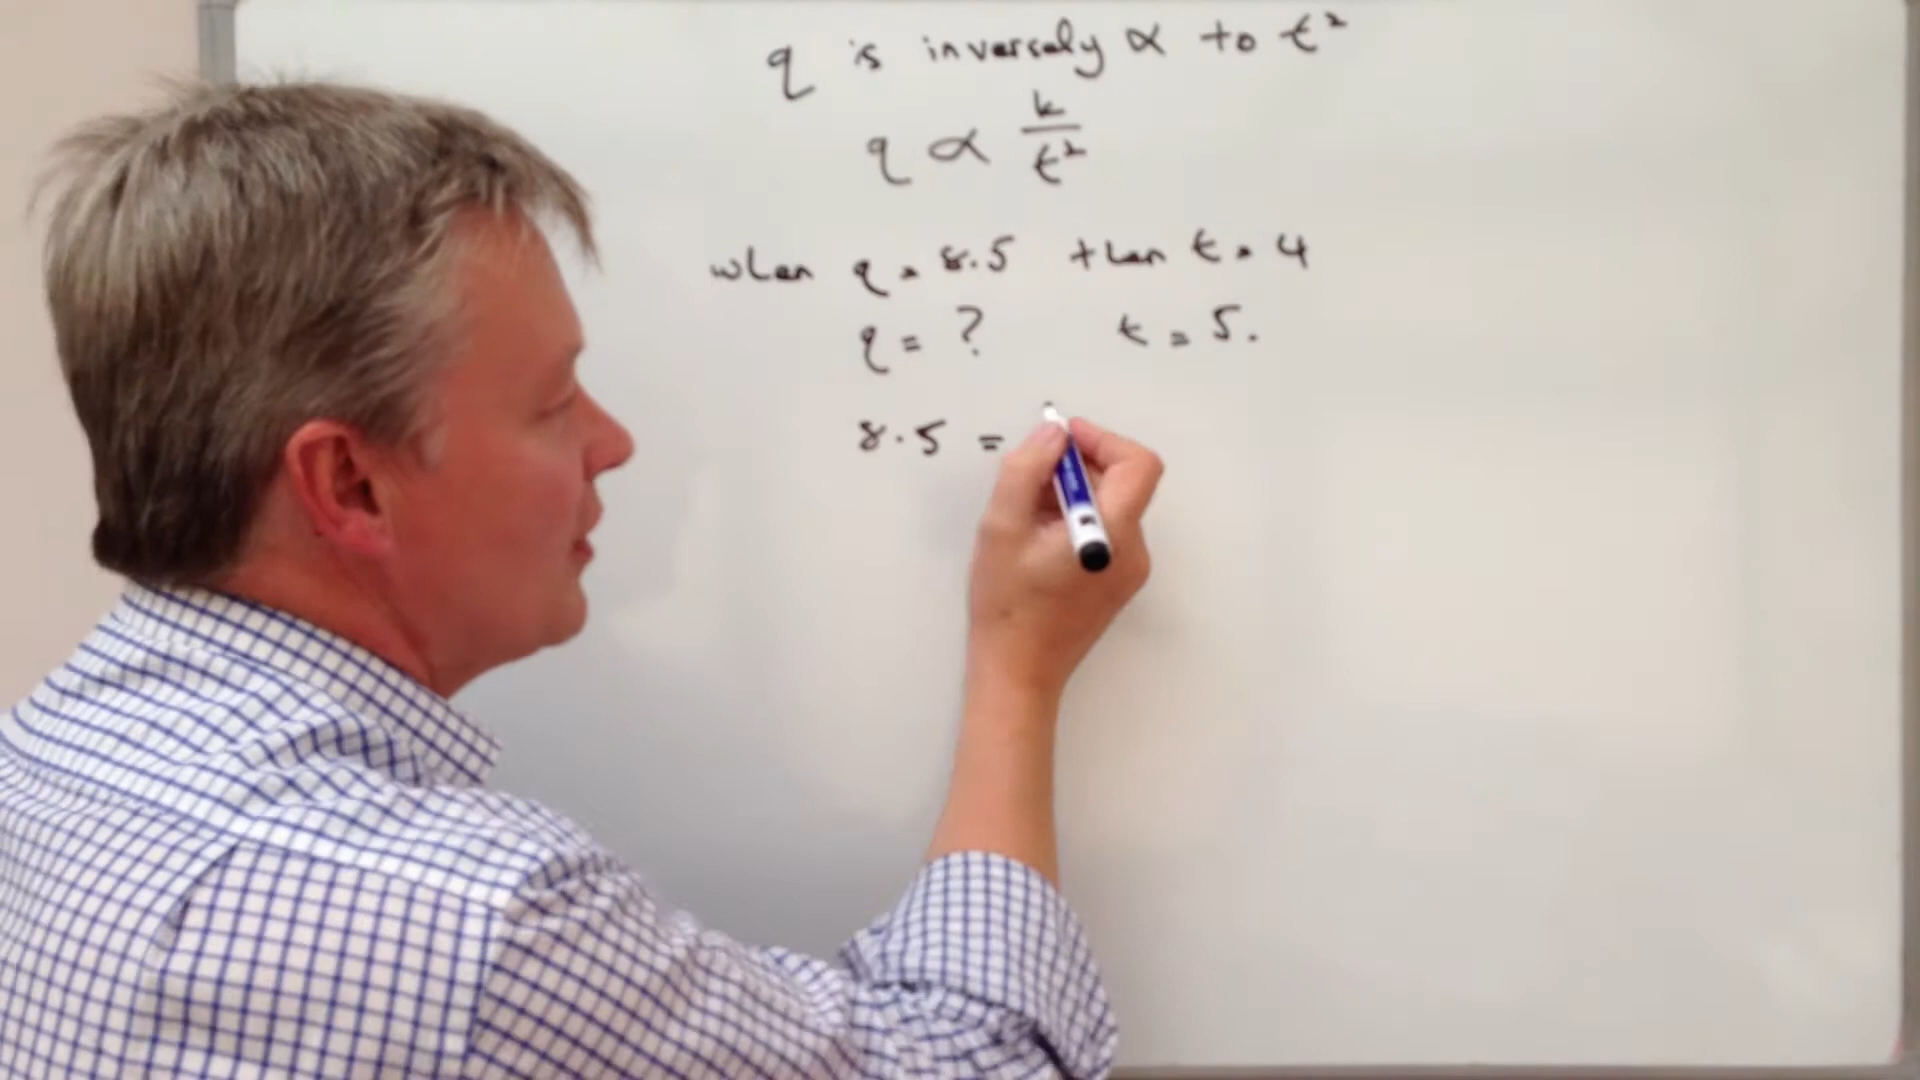 q is inversely ∝ to t²
q ∝ k/t²
when q = 8.5 then t = 4
q = ? t = 5.
8.5 =